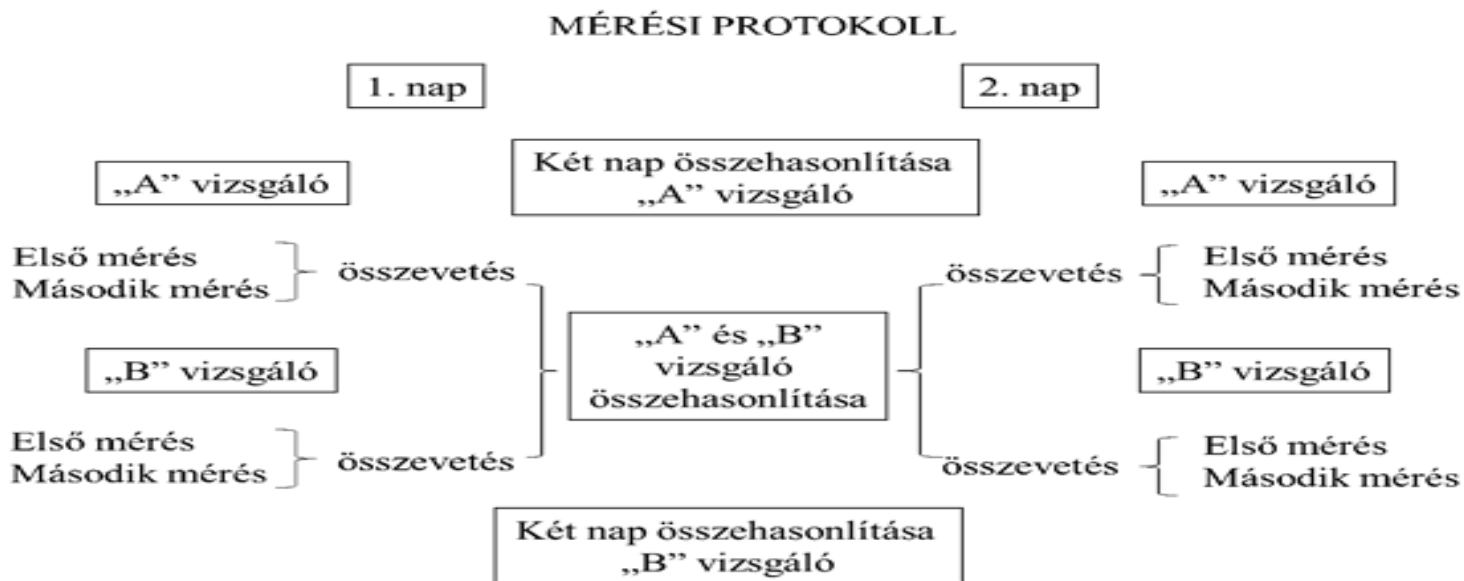 MÉRÉSI PROTOKOLL
1. nap
2. nap
„A” vizsgáló
Két nap összehasonlítása
„A” vizsgáló
„A” vizsgáló
Első mérés
Második mérés
összevetés
összevetés
Első mérés
Második mérés
„A” és „B”
vizsgáló
összehasonlítása
„B” vizsgáló
„B” vizsgáló
Első mérés
Második mérés
összevetés
összevetés
Első mérés
Második mérés
Két nap összehasonlítása
„B” vizsgáló